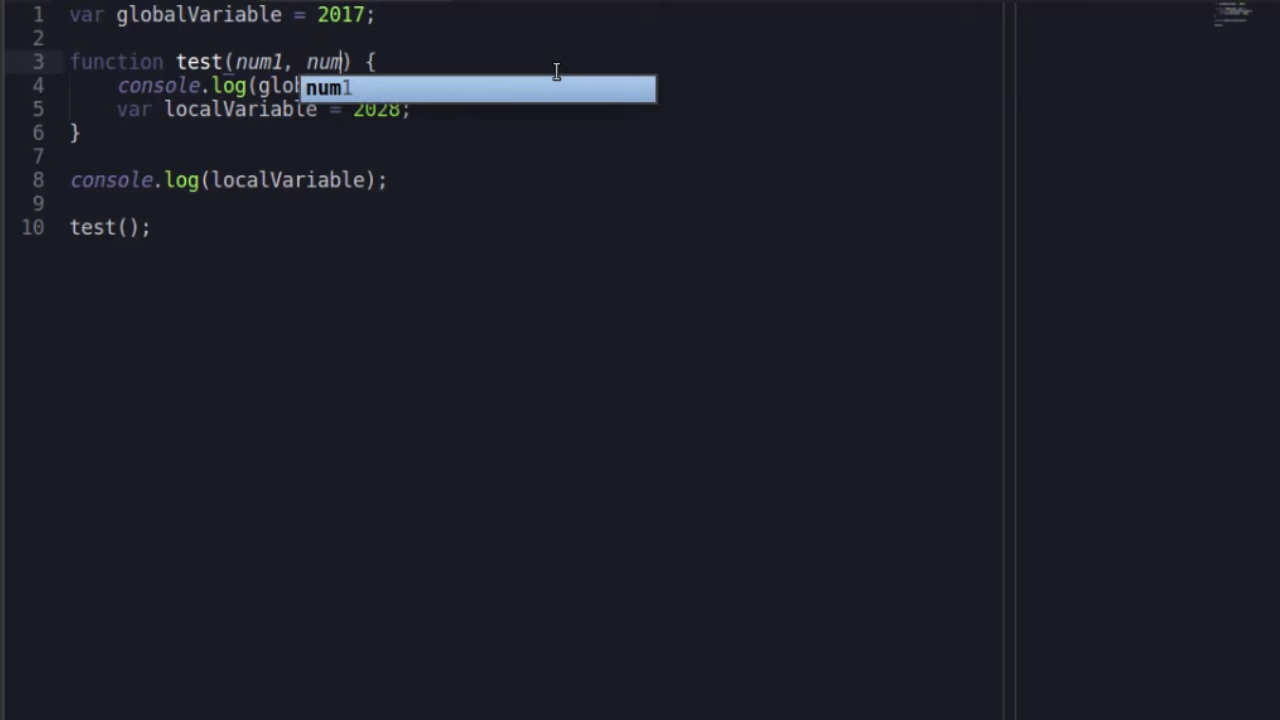 1 var globalVariable = 2017;
2
3 function test(num1, num) {
4 console.log(glo
num1
5 var localVariable = 2028;
6 }
7
8 console.log(localVariable);
9
10 test();